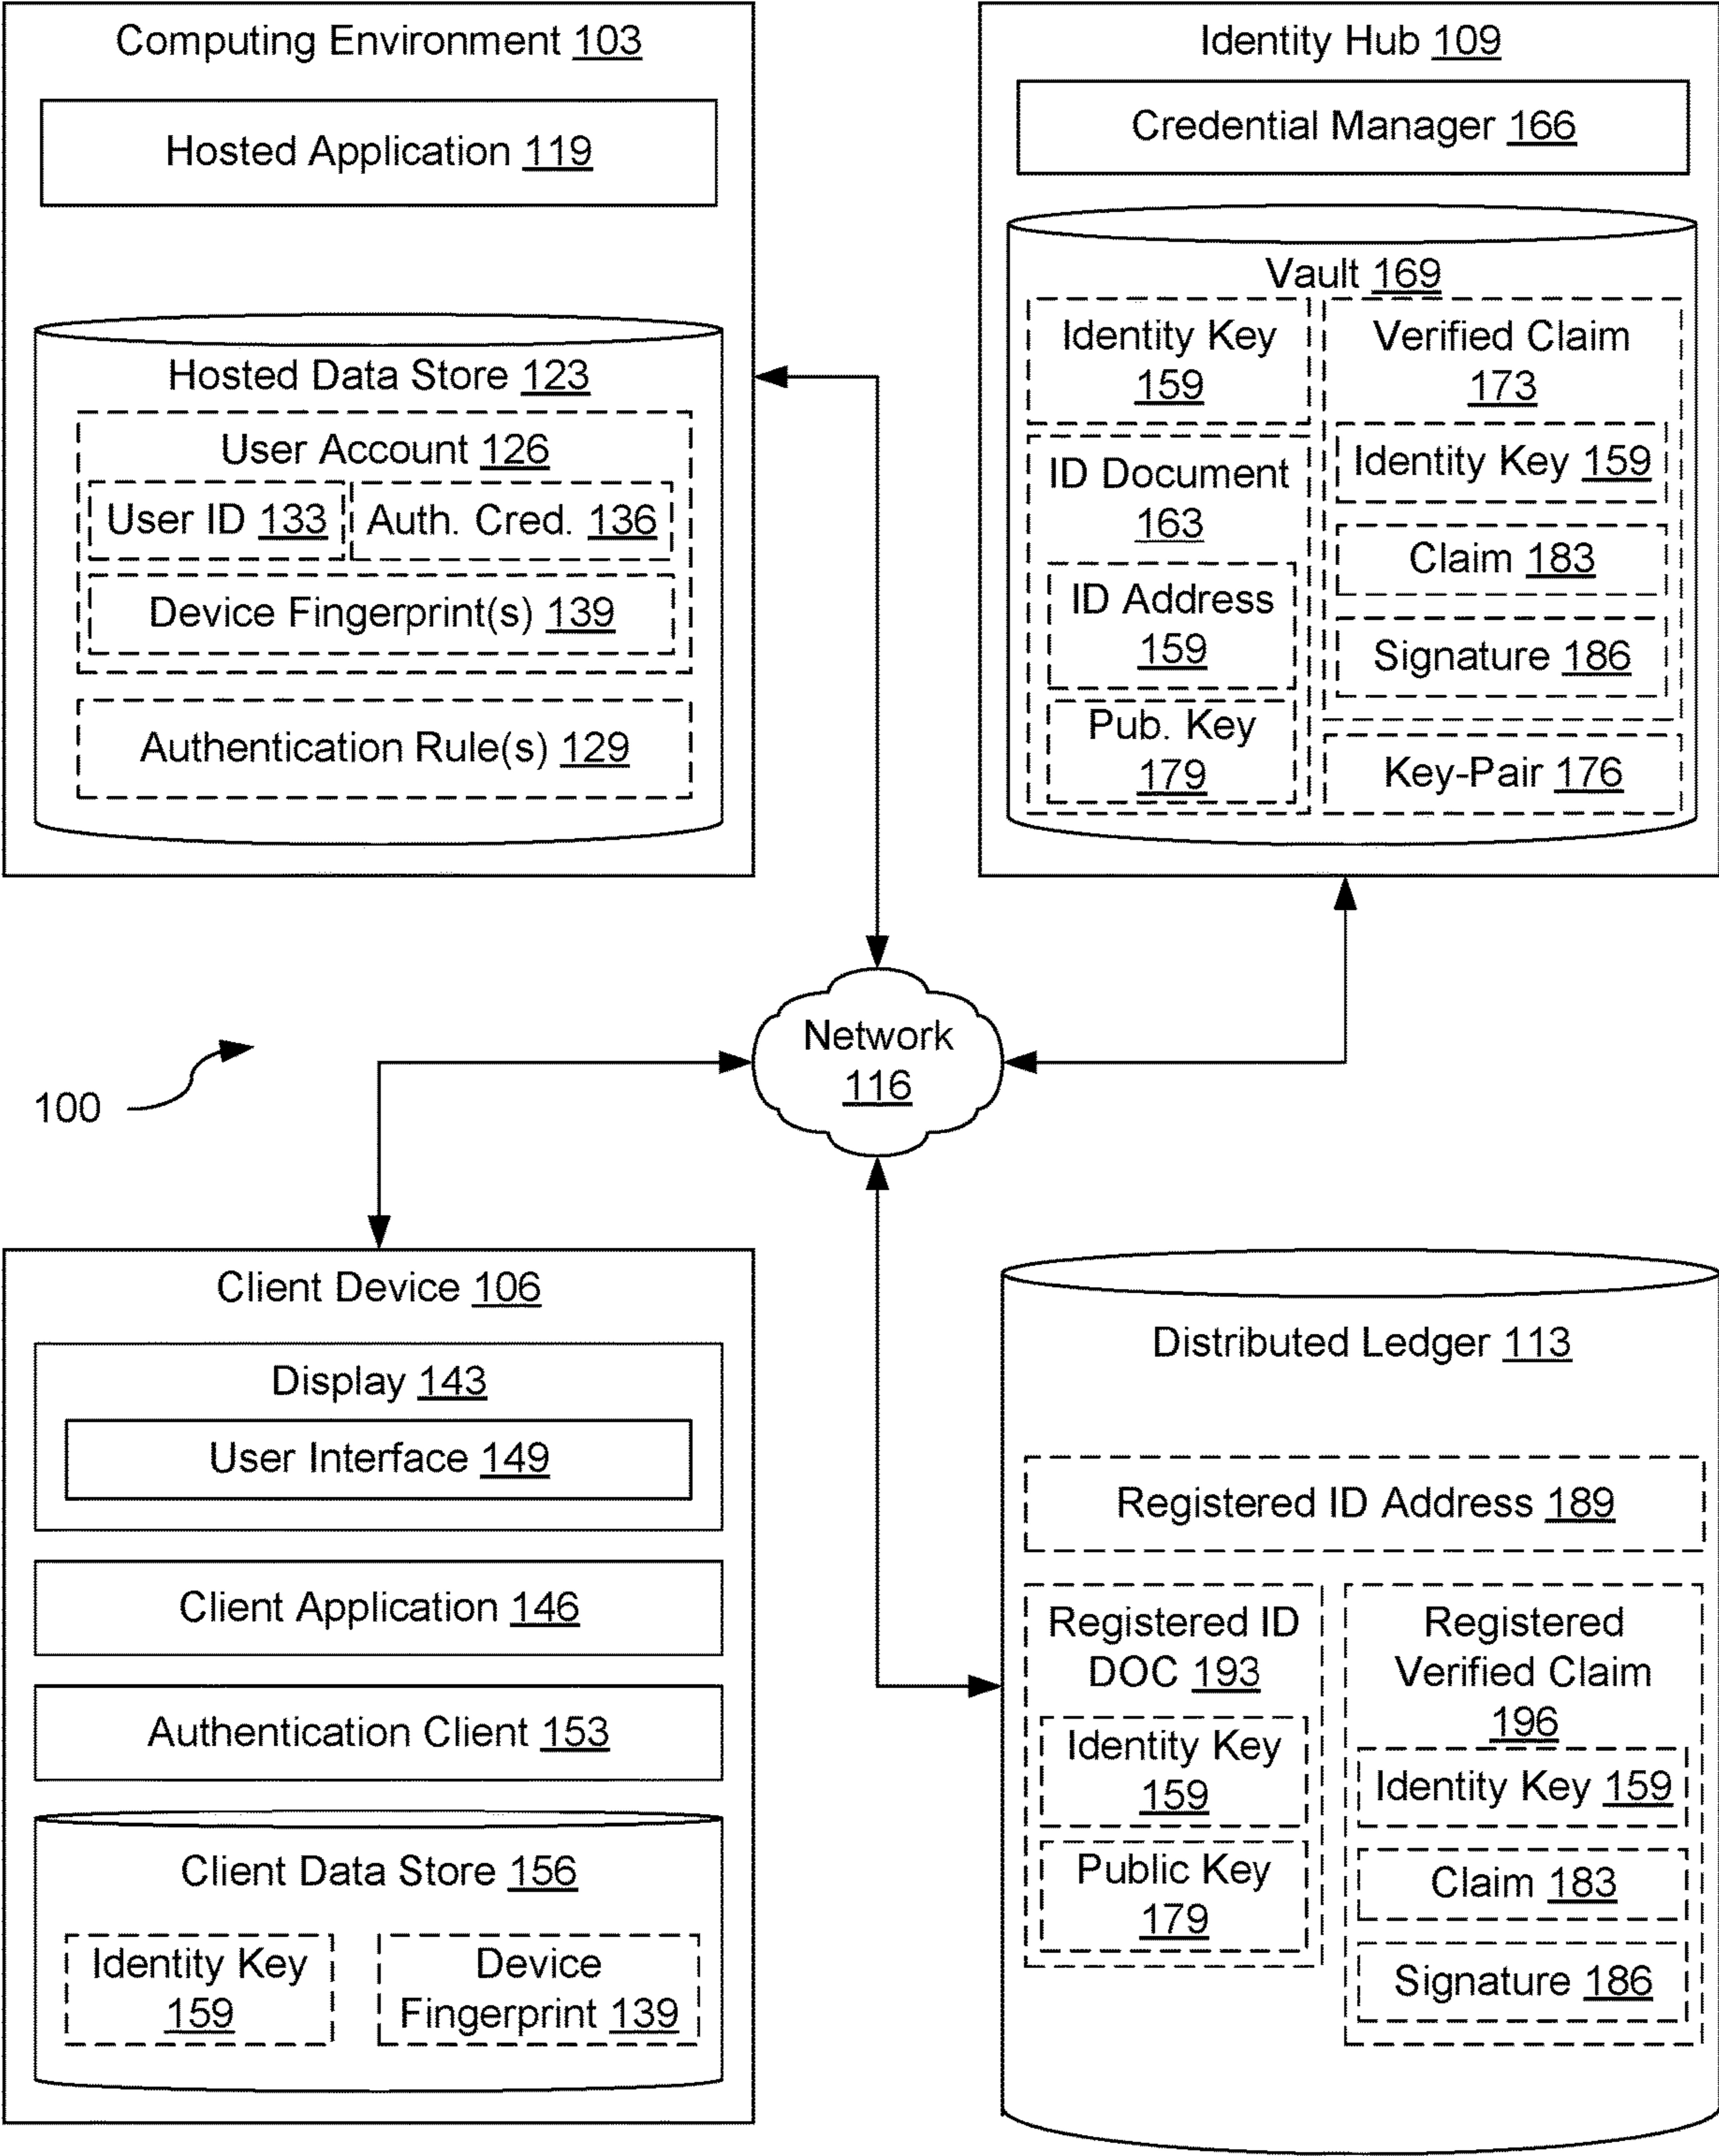 Computing Environment 103
Hosted Application 119
Hosted Data Store 123
User Account 126
User ID 133
Auth. Cred. 136
Device Fingerprint(s) 139
Authentication Rule(s) 129
Identity Hub 109
Credential Manager 166
Vault 169
Identity Key
159
ID Document
163
ID Address
159
Pub. Key
179
Verified Claim
173
Identity Key 159
Claim 183
Signature 186
Key-Pair 176
Network
116
100
Client Device 106
Display 143
User Interface 149
Client Application 146
Authentication Client 153
Client Data Store 156
Identity Key
159
Device
Fingerprint 139
Distributed Ledger 113
Registered ID Address 189
Registered ID
DOC 193
Identity Key
159
Public Key
179
Registered
Verified Claim
196
Identity Key 159
Claim 183
Signature 186